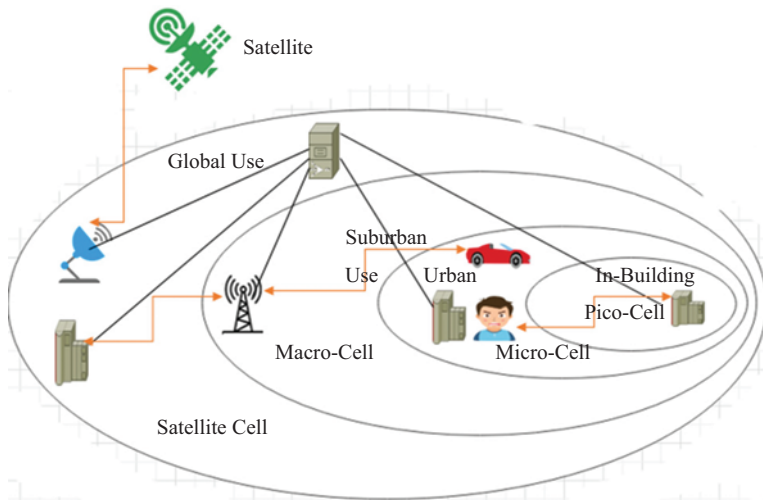 Satellite
Global Use
Suburban
Use
Urban
In-Building
Pico-Cell
Macro-Cell
Micro-Cell
Satellite Cell